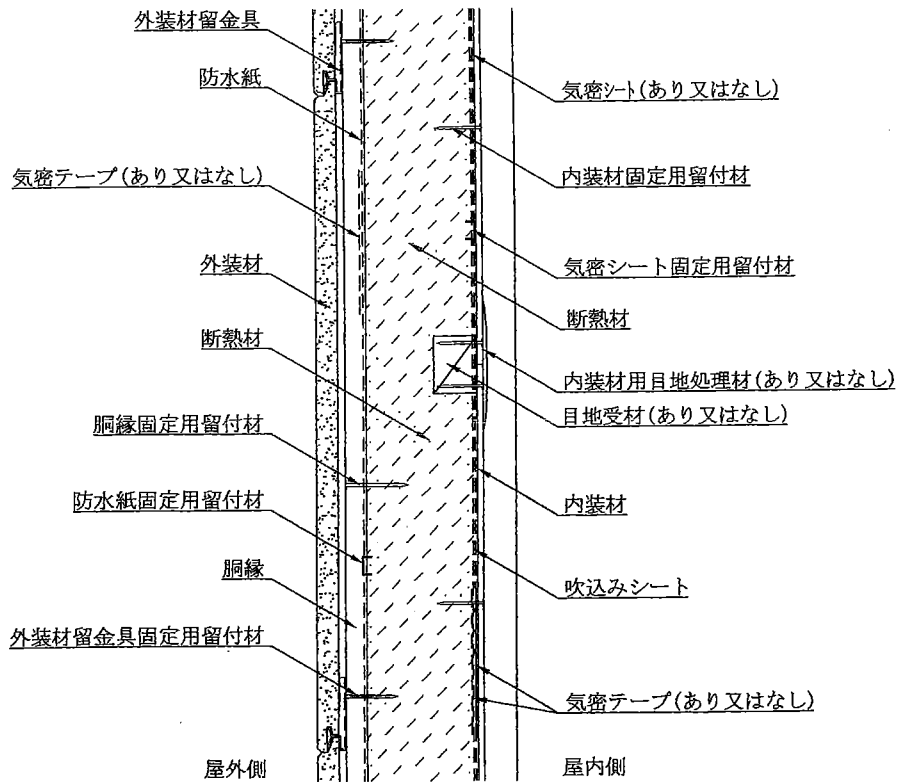 外装材留金具
防水紙
気密テープ(あり又はなし)
外装材
断熱材
胴縁固定用留付材
防水紙固定用留付材
胴縁
外装材留金具固定用留付材
屋外側
気密シート(あり又はなし)
内装材固定用留付材
気密シート固定用留付材
断熱材
内装材用目地処理材(あり又はなし)
目地受材(あり又はなし)
内装材
吹込みシート
気密テープ(あり又はなし)
屋内側